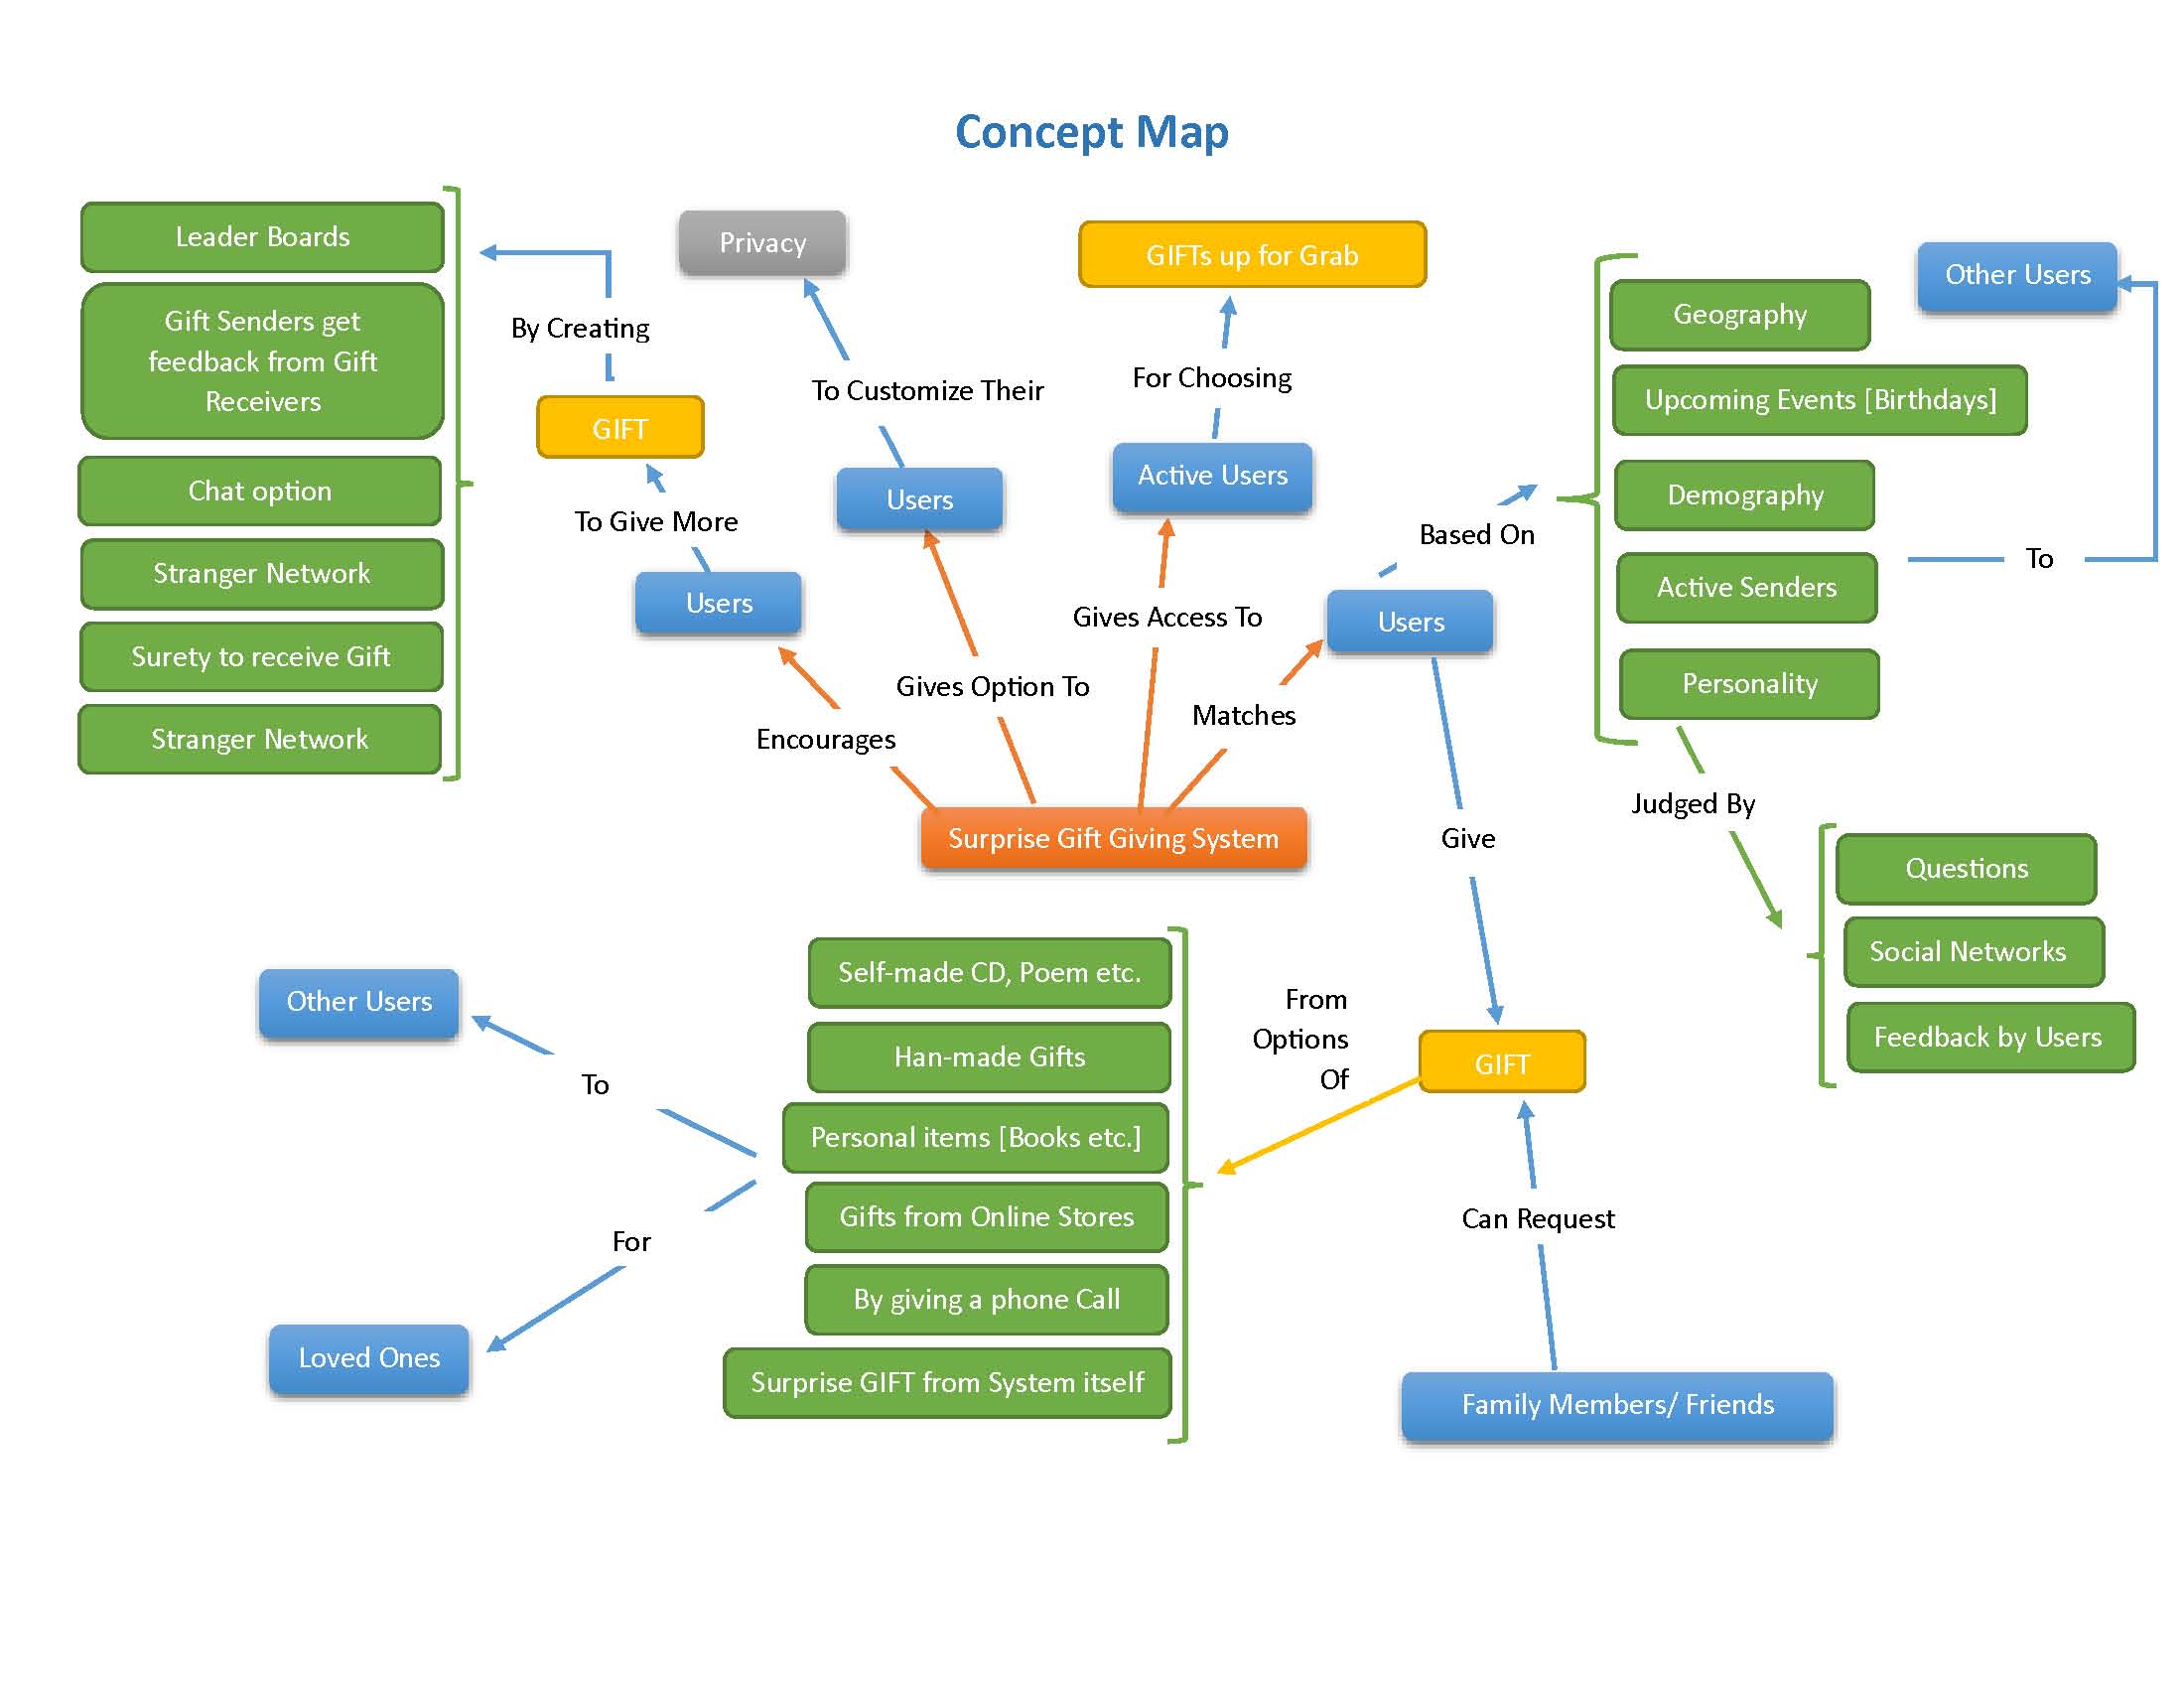 Concept Map
Leader Boards
Gift Senders get
feedback from Gift
Receivers
Chat option
Stranger Network
Surety to receive Gift
Stranger Network
By Creating
GIFT
To Give More
Users
Encourages
Privacy
To Customize Their
Users
Gives Option To
GIFTs up for Grab
For Choosing
Active Users
Gives Access To
Matches
Users
Based On
Surprise Gift Giving System
Geography
Upcoming Events [Birthdays]
Demography
Active Senders
Personality
Other Users
To
Judged By
Questions
Social Networks
Feedback by Users
Give
GIFT
From
Options
Of
Can Request
Family Members/ Friends
Self-made CD, Poem etc.
Han-made Gifts
Personal items [Books etc.]
Gifts from Online Stores
By giving a phone Call
Surprise GIFT from System itself
To
Other Users
For
Loved Ones